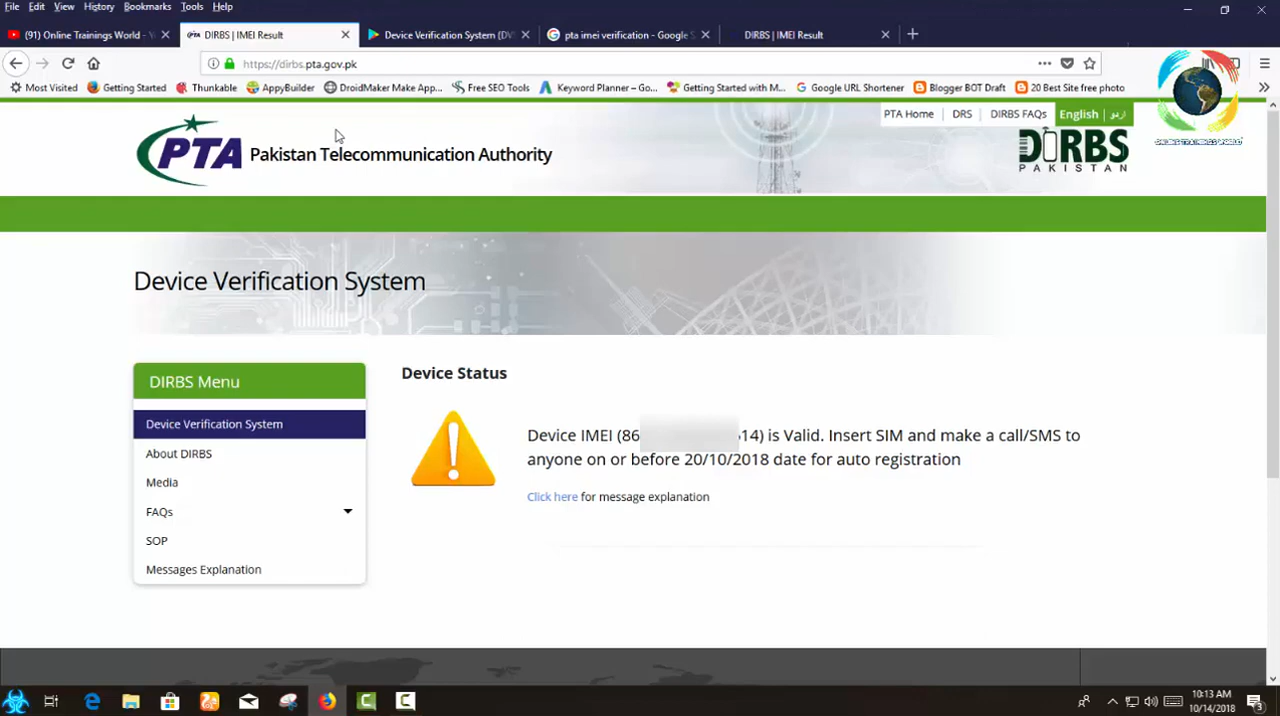 File Edit View History Bookmarks Tools Help
(91) Online Trainings World -
DIRBS | IMEI Result
Device Verification System (DV
pta imei verification - Google S
DIRBS | IMEI Result
https://dirbs.pta.gov.pk
Most Visited Getting Started Thunkable AppyBuilder DroidMaker Make App... Free SEO Tools Keyword Planner – Go... Getting Started with M... Google URL Shortener Blogger BOT Draft 20 Best Site free photo
PTA Home DRS DIRBS FAQs English | اردو
PTA Pakistan Telecommunication Authority
DiRBS
PAKISTAN
Device Verification System
DIRBS Menu
Device Verification System
About DIRBS
Media
FAQs
SOP
Messages Explanation
Device Status
Device IMEI (86 14) is Valid. Insert SIM and make a call/SMS to
anyone on or before 20/10/2018 date for auto registration
Click here for message explanation
10:13 AM
10/14/2018
3